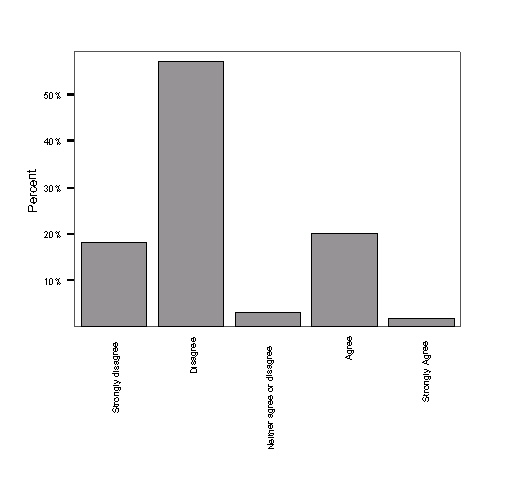 Percent
50%
40%
30%
20%
10%
Strongly disagree
Disagree
Neither agree or disagree
Agree
Strongly Agree